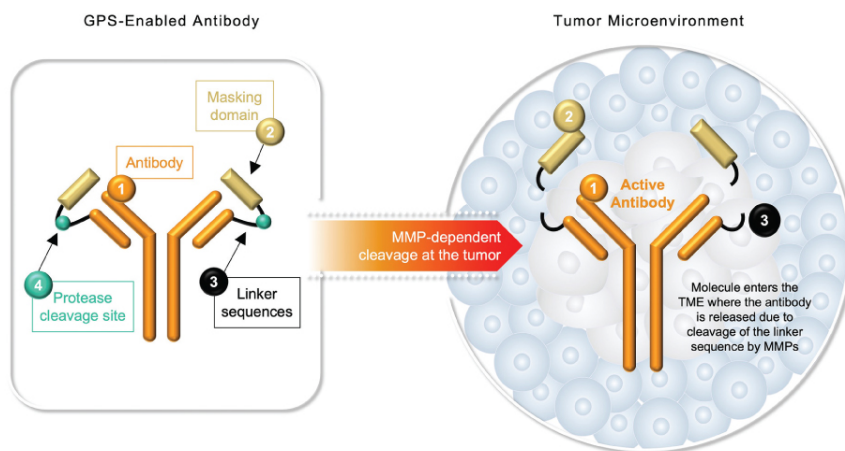 GPS-Enabled Antibody
Tumor Microenvironment
Masking
domain
2
Antibody
1
4
Protease
cleavage site
3
Linker
sequences
MMP-dependent
cleavage at the tumor
2
1
Active
Antibody
3
Molecule enters the
TME where the antibody
is released due to
cleavage of the linker
sequence by MMPs